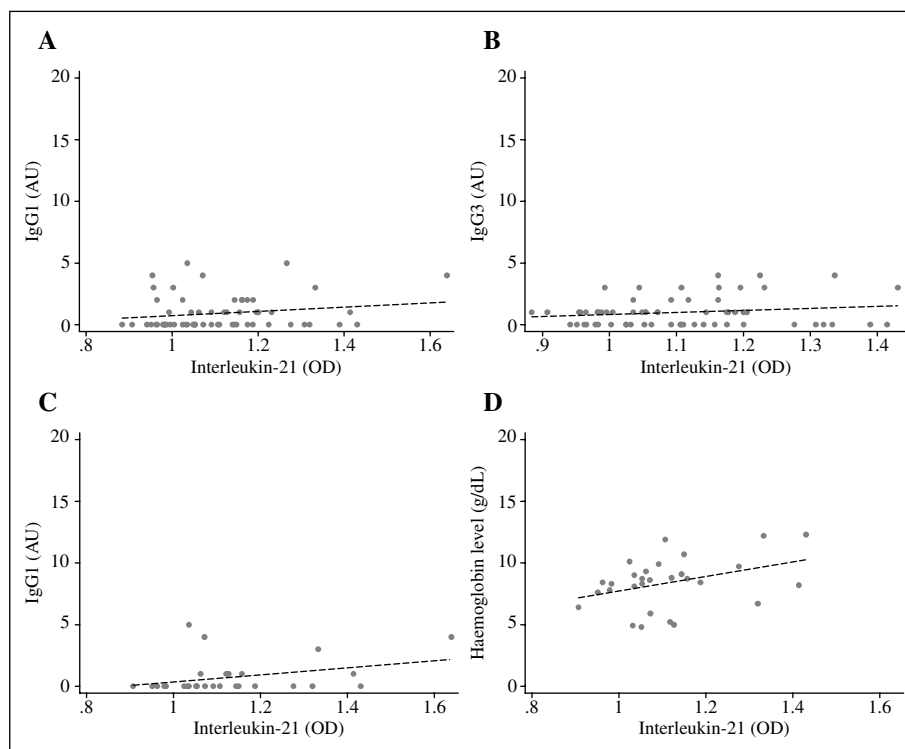 A
20
15
10
5
0
IgG1 (AU)
.8 1 1.2 1.4 1.6
Interleukin-21 (OD)
B
20
15
10
5
0
IgG3 (AU)
.9 1 1.1 1.2 1.3 1.4
Interleukin-21 (OD)
C
20
15
10
5
0
IgG1 (AU)
.8 1 1.2 1.4 1.6
Interleukin-21 (OD)
D
20
15
10
5
0
Haemoglobin level (g/dL)
.8 1 1.2 1.4 1.6
Interleukin-21 (OD)